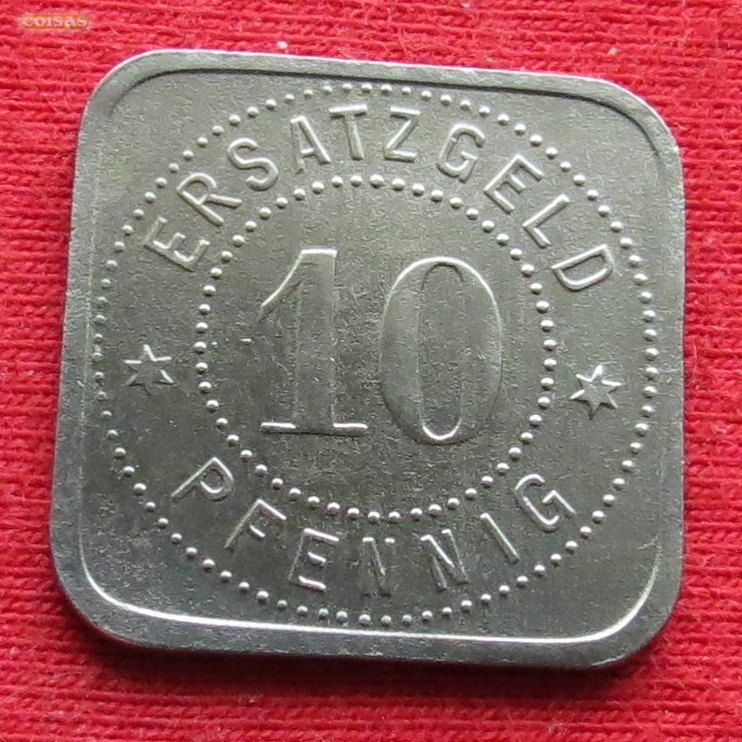 coisas
ERSATZGELD
10
PFENNIG